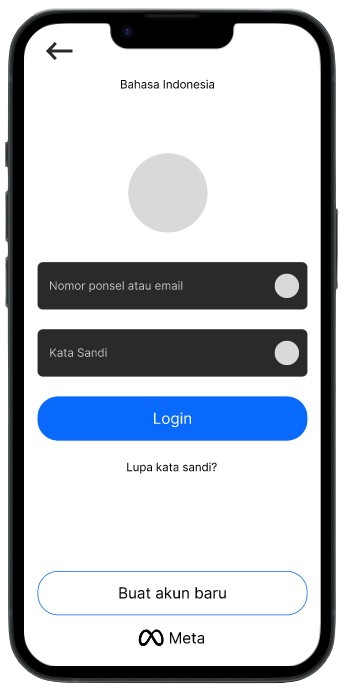 Bahasa Indonesia
Nomor ponsel atau email
Kata Sandi
Login
Lupa kata sandi?
Buat akun baru
Meta